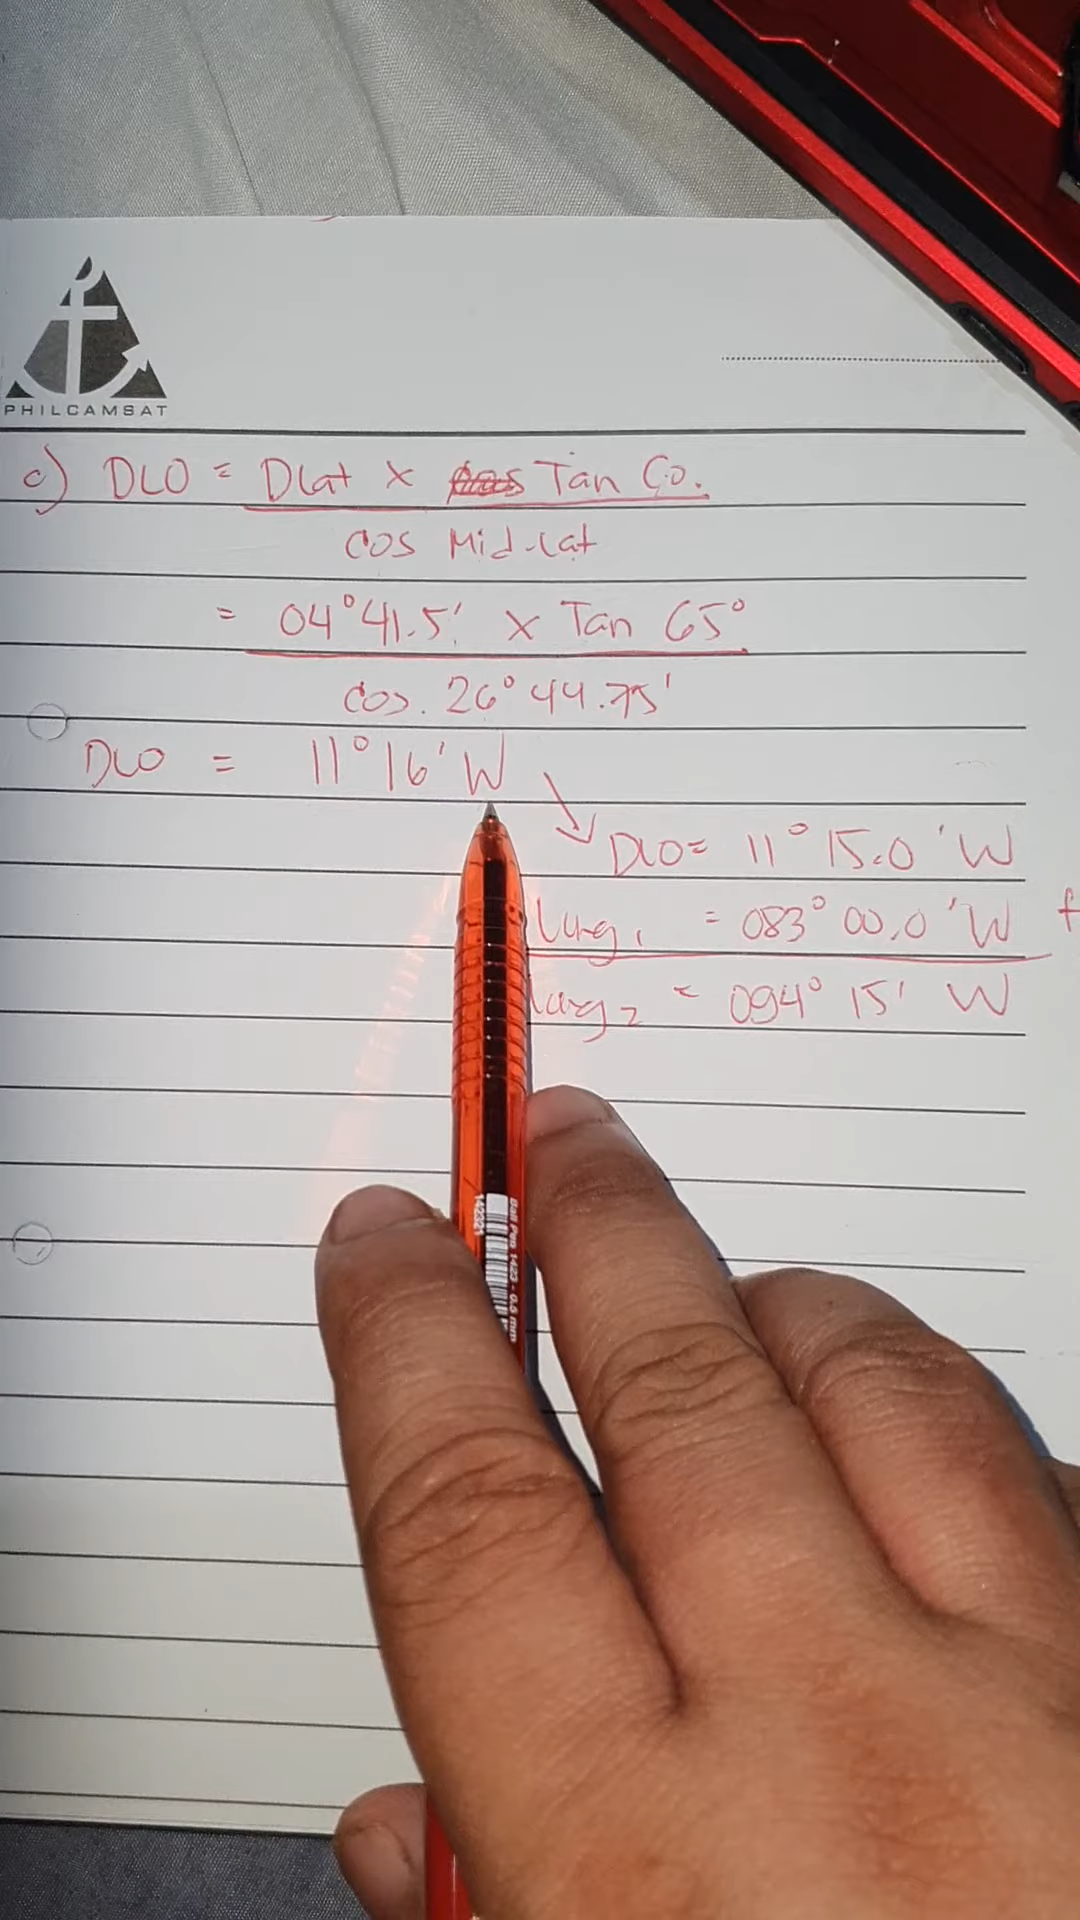 PHILCAMSAT
c) DLO = DLat x Tan Co.
cos Mid-Lat
= 04°41.5' x Tan 65°
cos. 26°44.75'
DLO = 11°16'W
DLO = 11°15.0'W
Long1 = 083°00.0'W +
Long2 = 094°15' W
Ball Pen 1423 - 0.5 mm